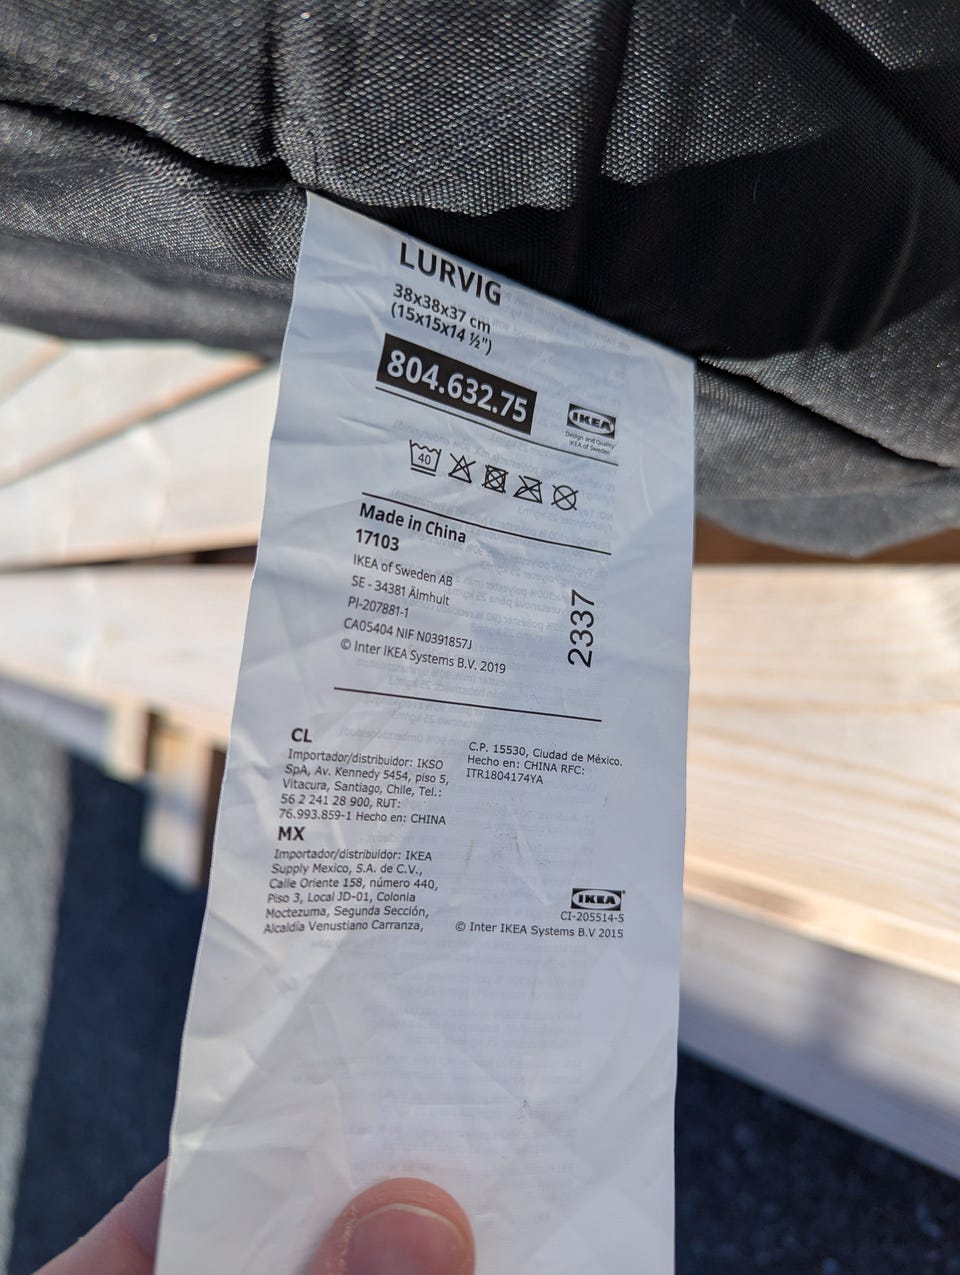 LURVIG
38x38x37 cm
(15x15x14 ½")
804.632.75
IKEA
Design and Quality
IKEA of Sweden
40
Made in China
17103
IKEA of Sweden AB
SE - 34381 Älmhult
PI-207881-1
CA05404 NIF N0391857J
© Inter IKEA Systems B.V. 2019
2337
CL
Importador/distribuidor: IKSO
SpA, Av. Kennedy 5454, piso 5,
Vitacura, Santiago, Chile, Tel.:
56 2 241 28 900, RUT:
76.993.859-1 Hecho en: CHINA
MX
Importador/distribuidor: IKEA
Supply Mexico, S.A. de C.V.,
Calle Oriente 158, número 440,
Piso 3, Local JD-01, Colonia
Moctezuma, Segunda Sección,
Alcaldía Venustiano Carranza,
C.P. 15530, Ciudad de México.
Hecho en: CHINA RFC:
ITR1804174YA
IKEA
CI-205514-5
© Inter IKEA Systems B.V 2015